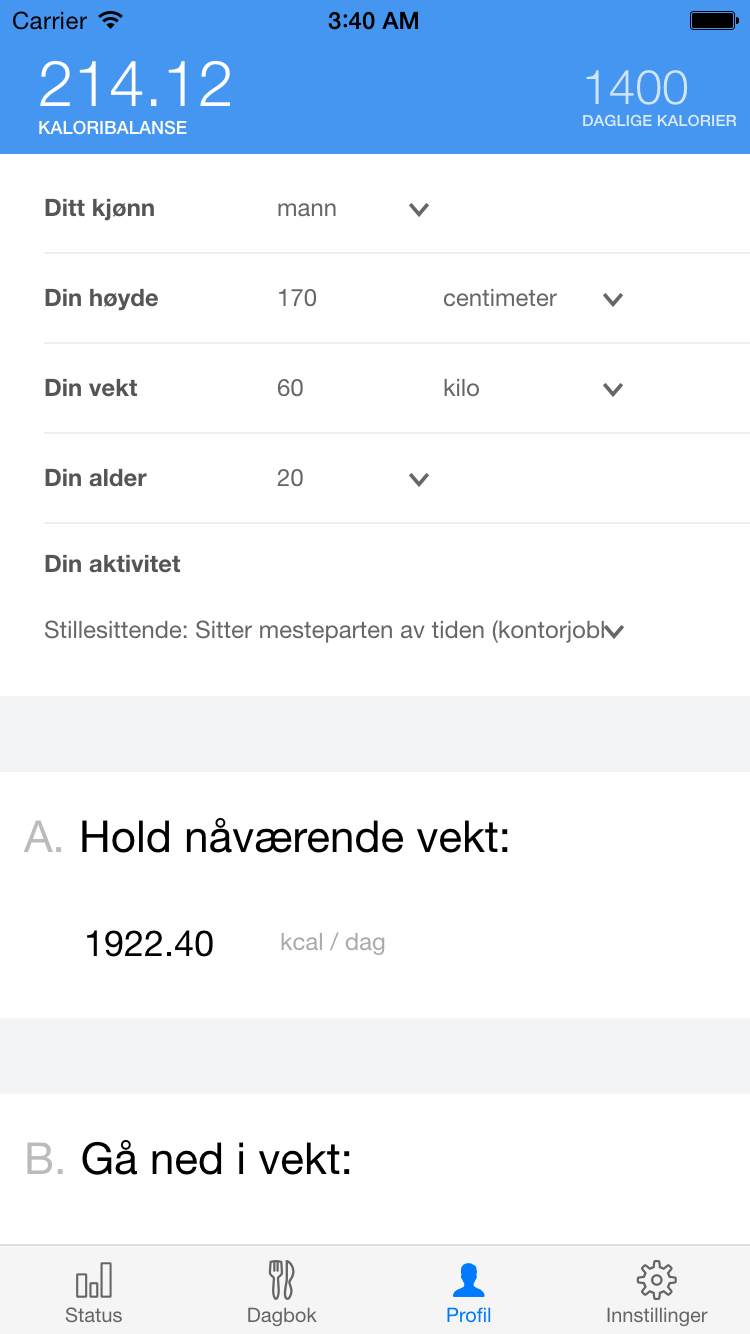 Carrier 3:40 AM
214.12 1400
KALORIBALANSE DAGLIGE KALORIER
Ditt kjønn mann
Din høyde 170 centimeter
Din vekt 60 kilo
Din alder 20
Din aktivitet
Stillesittende: Sitter mesteparten av tiden (kontorjobl
A. Hold nåværende vekt:
1922.40 kcal / dag
B. Gå ned i vekt:
Status Dagbok Profil Innstillinger